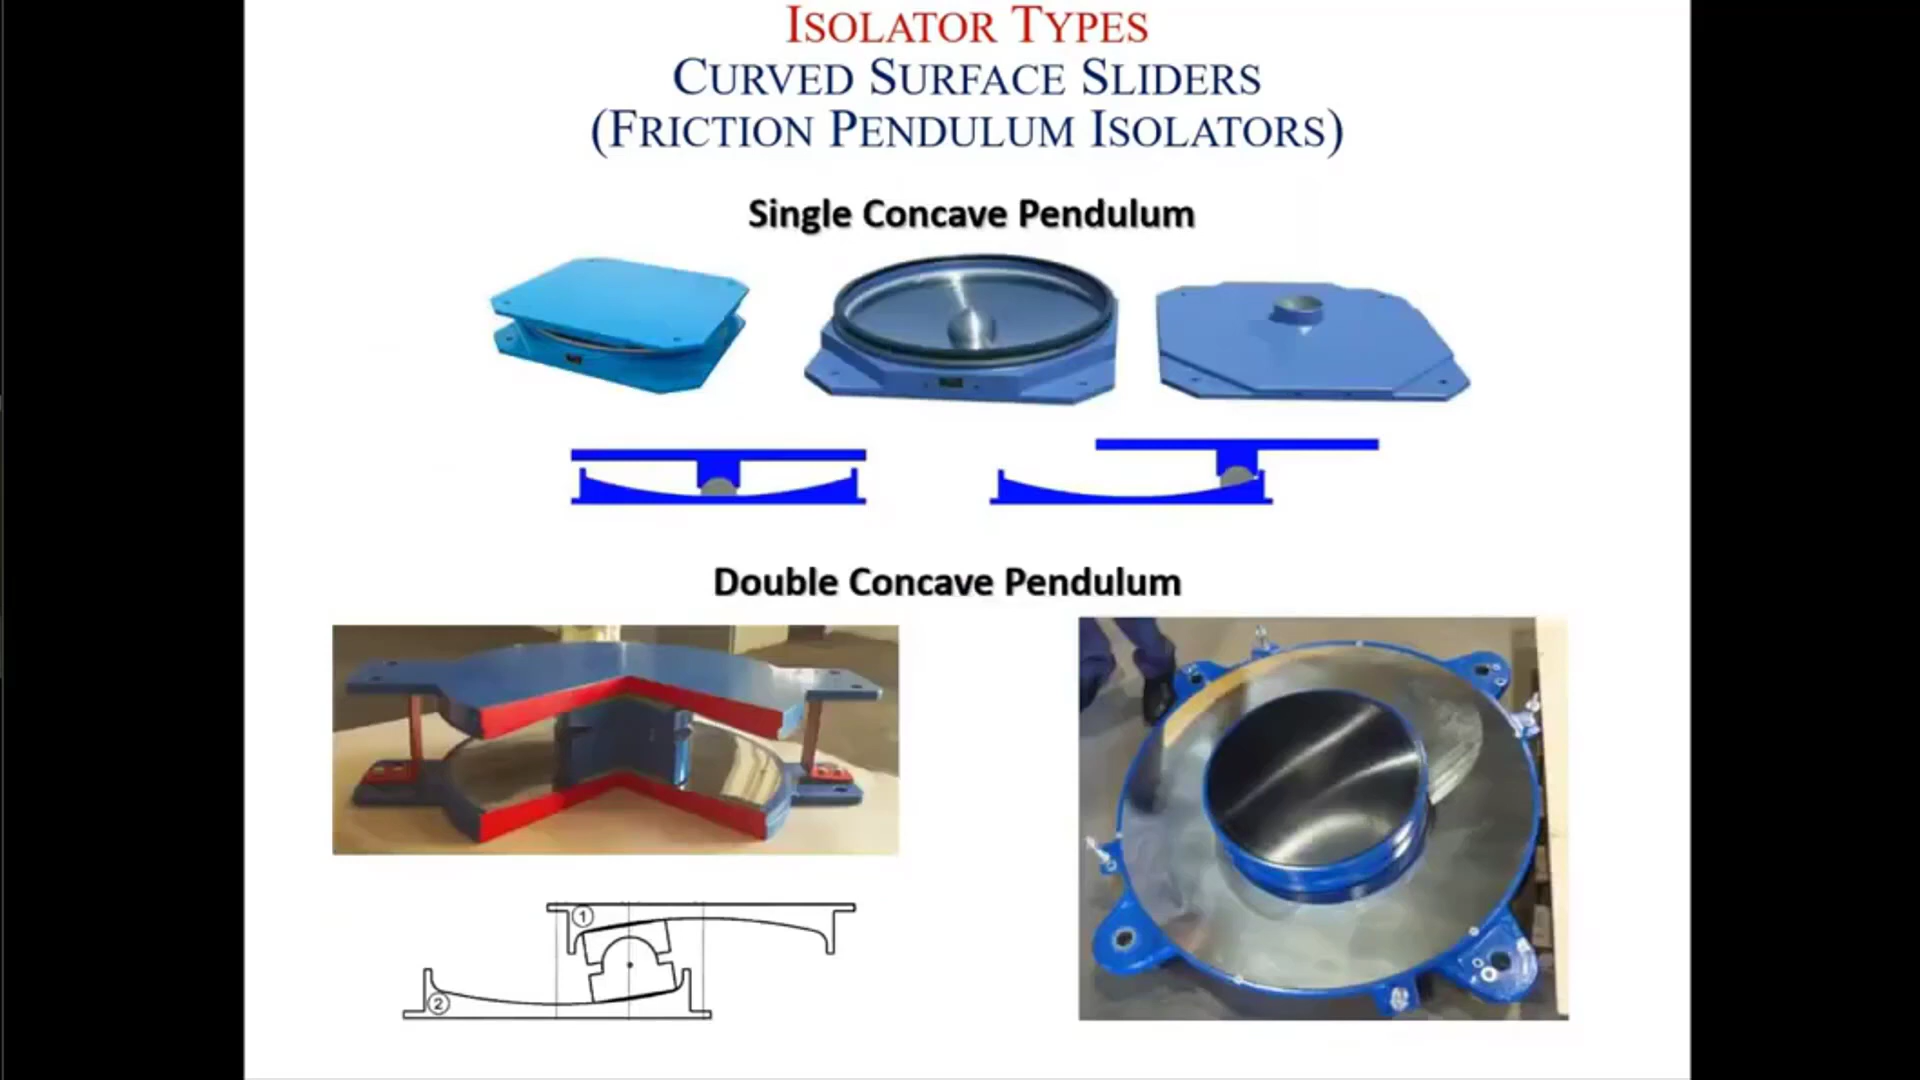 ISOLATOR TYPES
CURVED SURFACE SLIDERS
(FRICTION PENDULUM ISOLATORS)
Single Concave Pendulum
Double Concave Pendulum
1
2